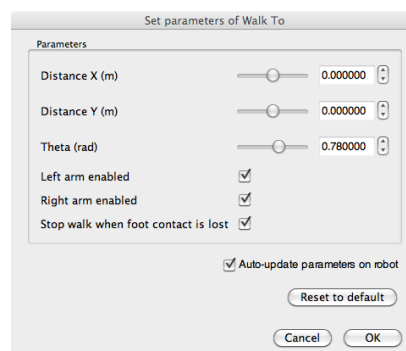 Set parameters of Walk To
Parameters
Distance X (m) 0.000000
Distance Y (m) 0.000000
Theta (rad) 0.780000
Left arm enabled
Right arm enabled
Stop walk when foot contact is lost
Auto-update parameters on robot
Reset to default
Cancel OK